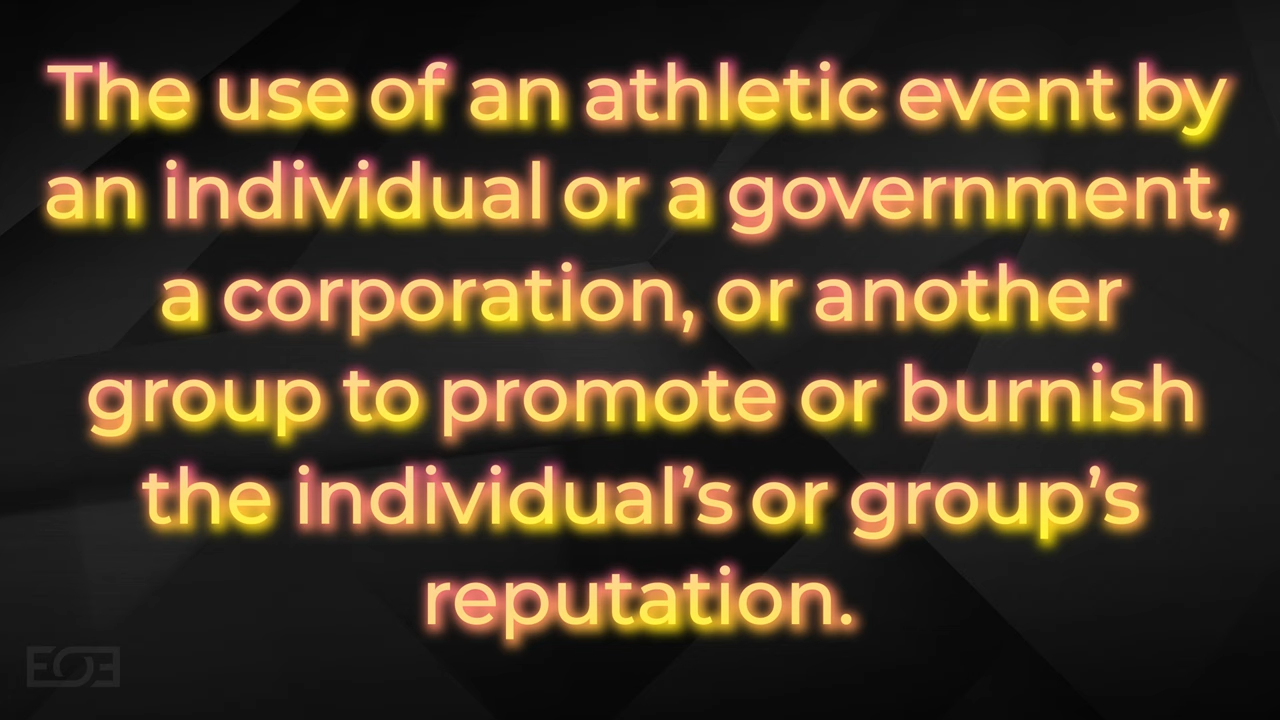 The use of an athletic event by
an individual or a government,
a corporation, or another
group to promote or burnish
the individual’s or group’s
reputation.